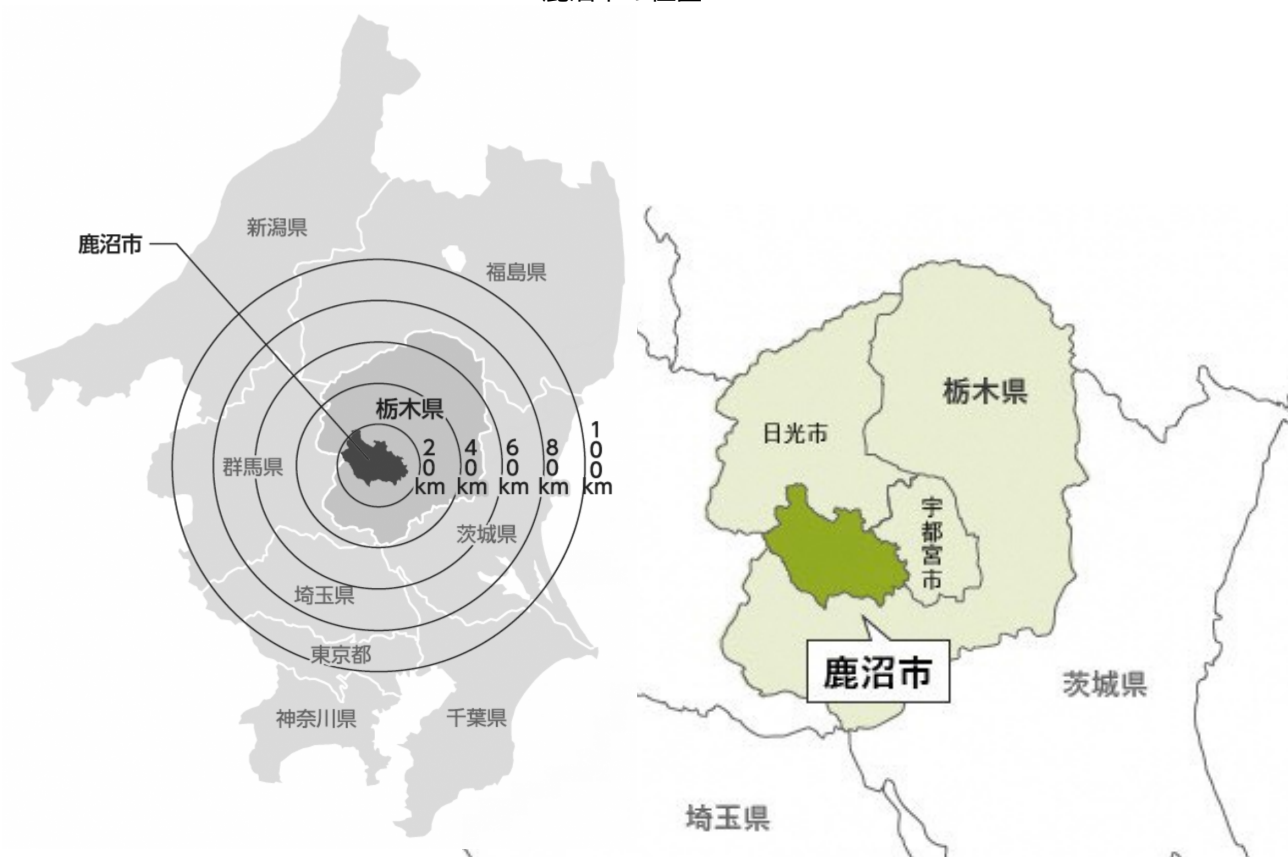 新潟県
鹿沼市
福島県
栃木県
20km
40km
60km
80km
100km
群馬県
茨城県
埼玉県
東京都
神奈川県
千葉県
栃木県
日光市
宇都宮市
鹿沼市
茨城県
埼玉県